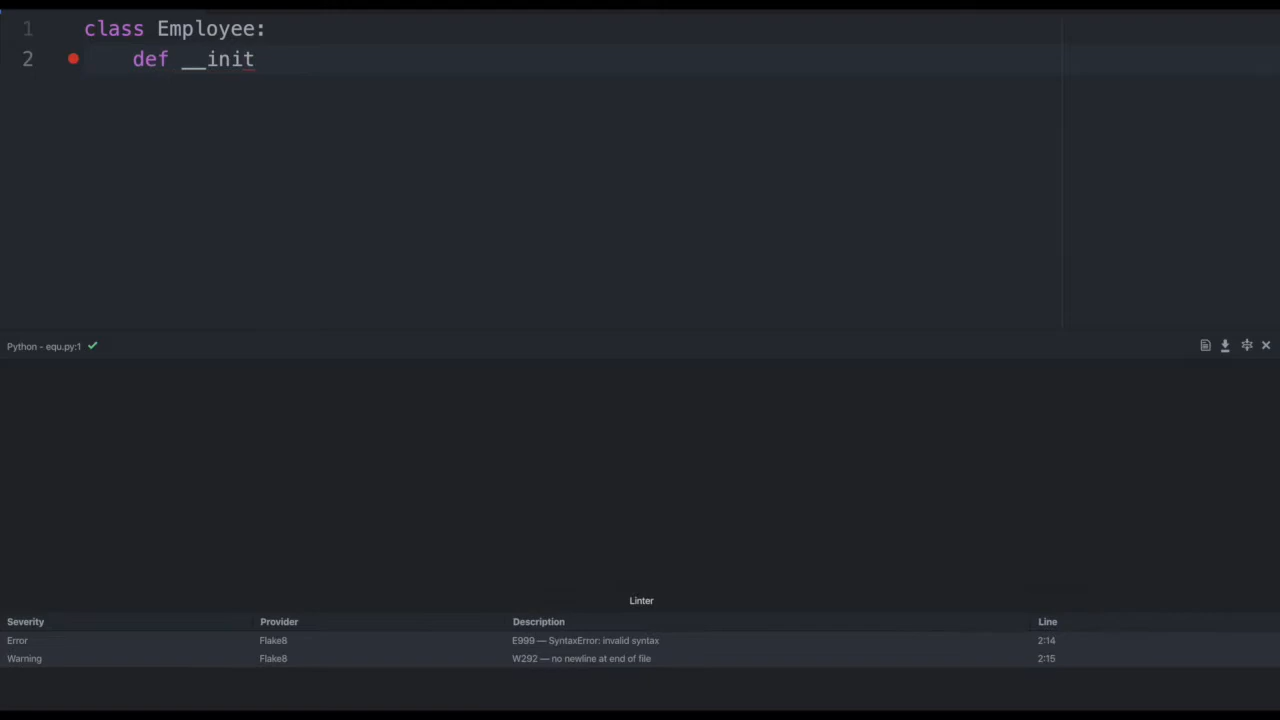 1 class Employee:
2 def __init
Python - equ.py:1
Linter
Severity Provider Description Line
Error Flake8 E999 — SyntaxError: invalid syntax 2:14
Warning Flake8 W292 — no newline at end of file 2:15